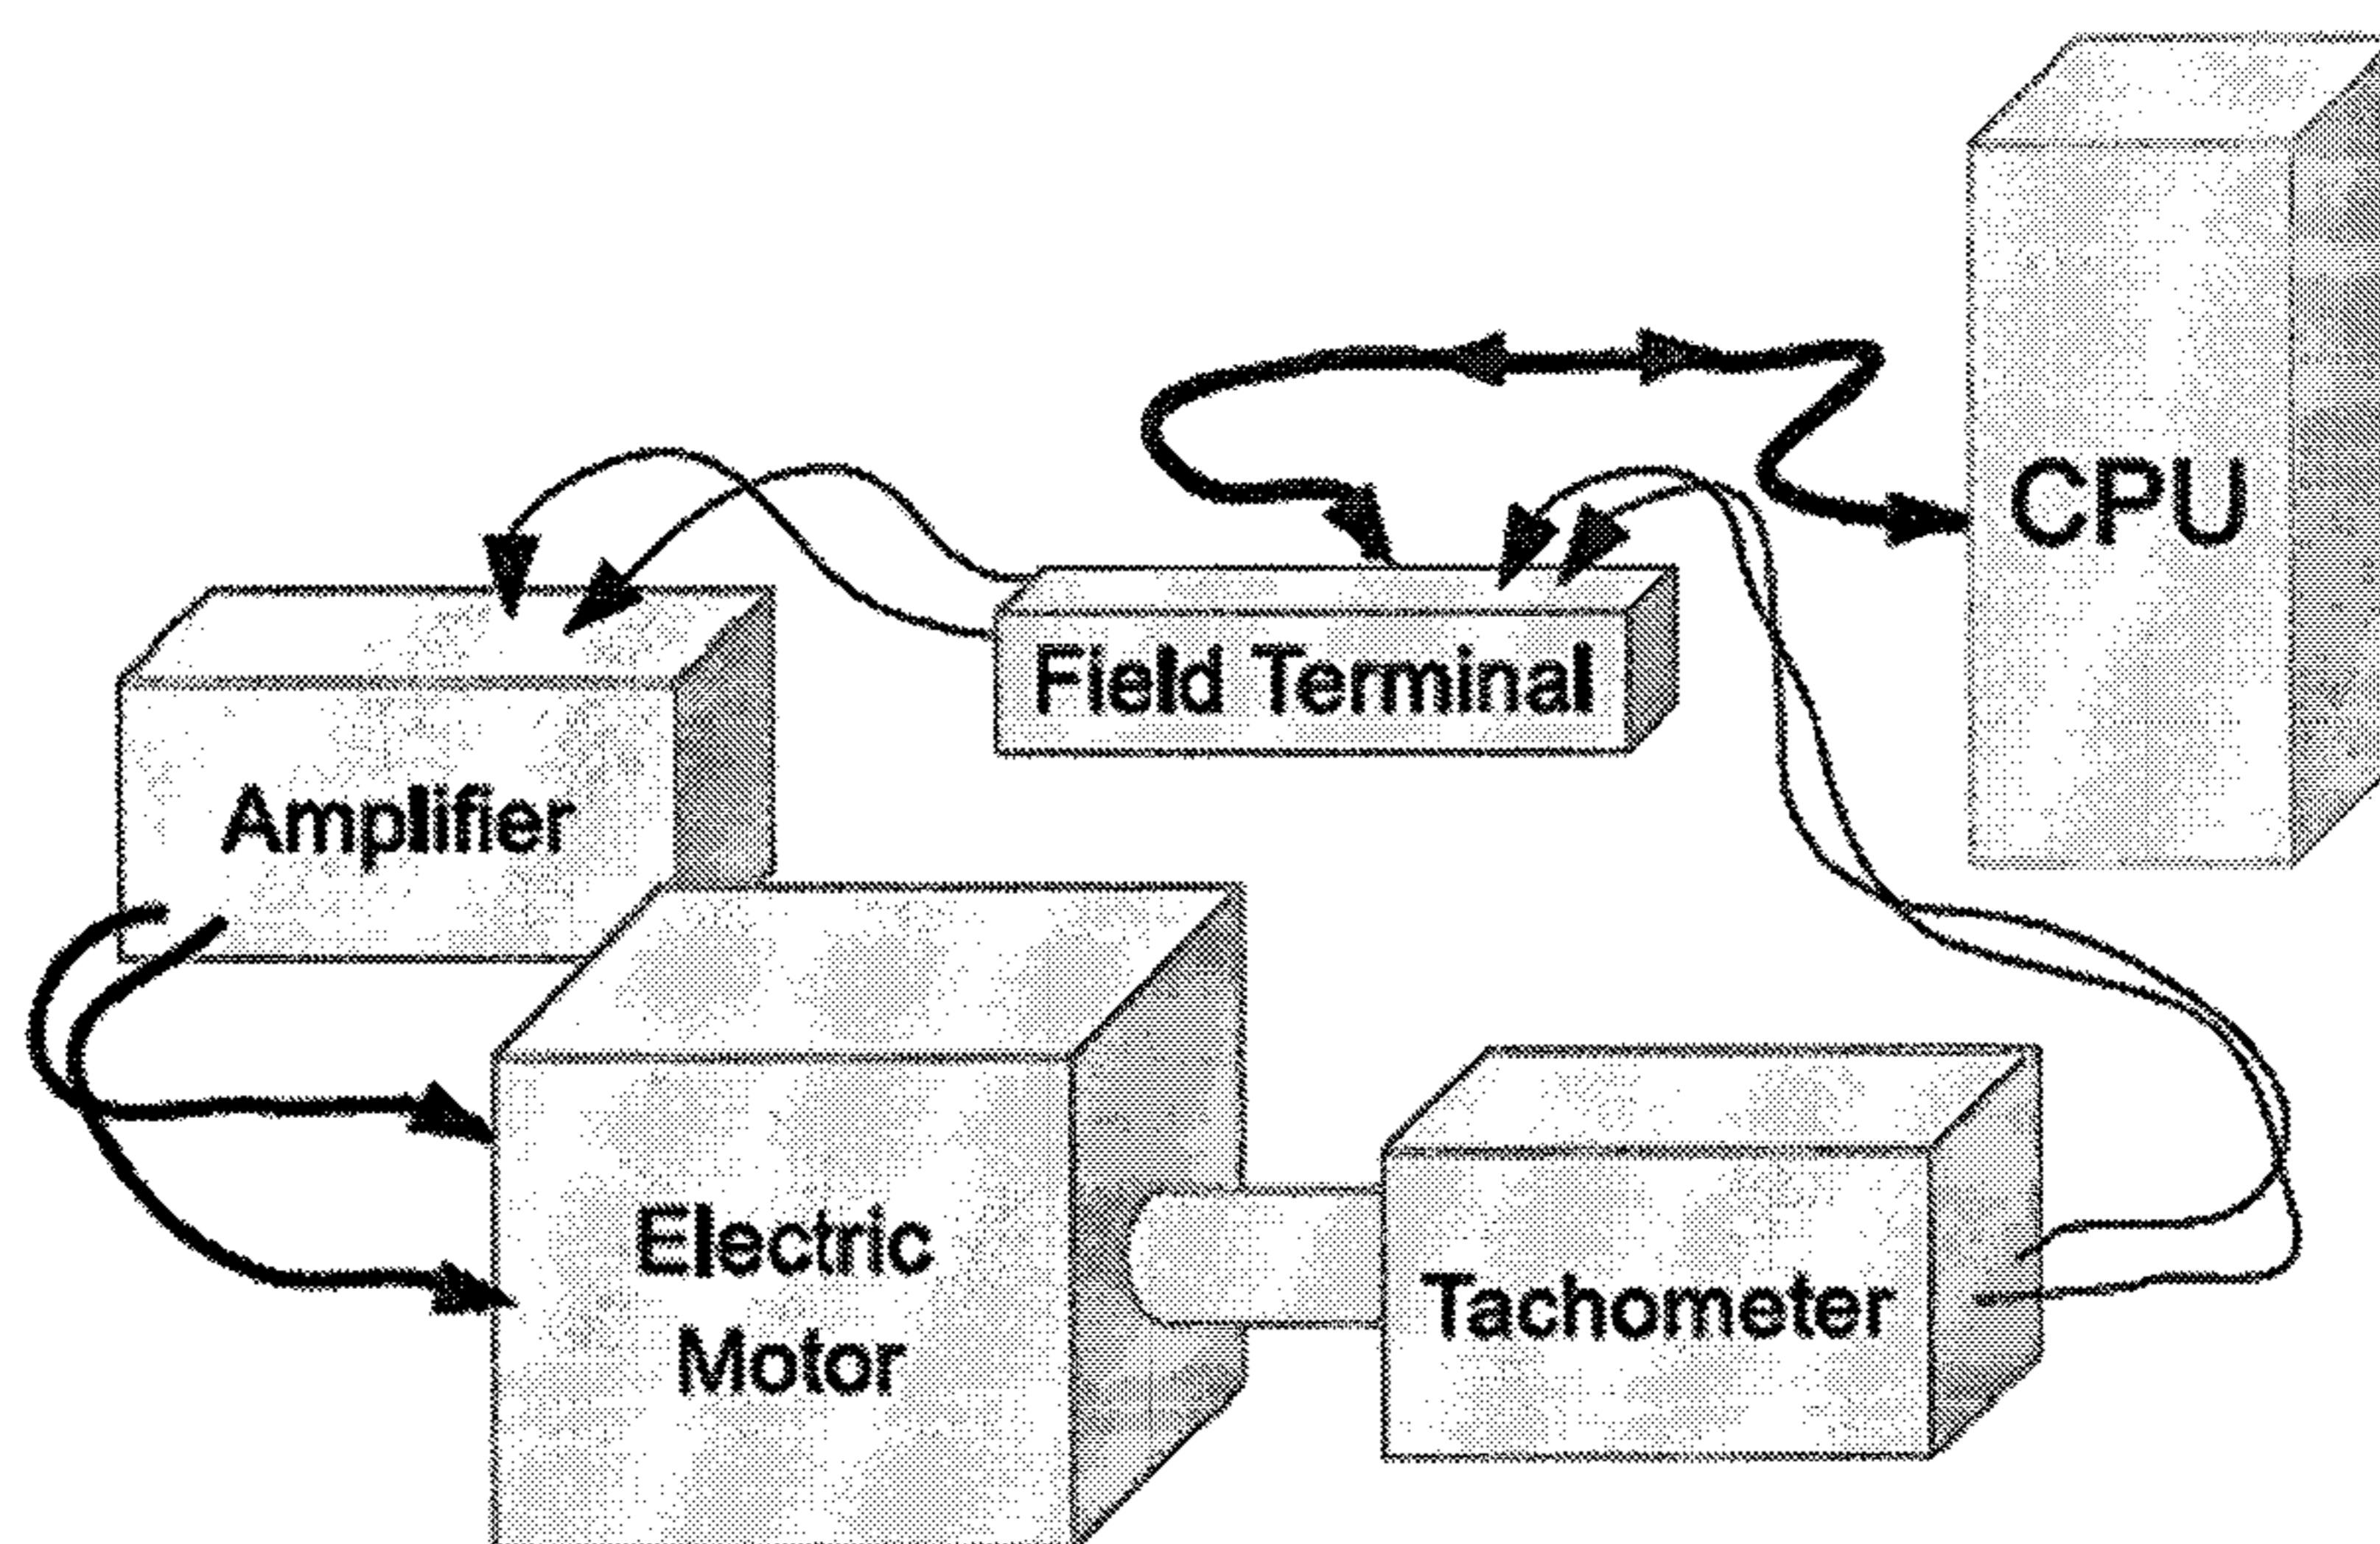 CPU
Field Terminal
Amplifier
Electric
Motor
Tachometer